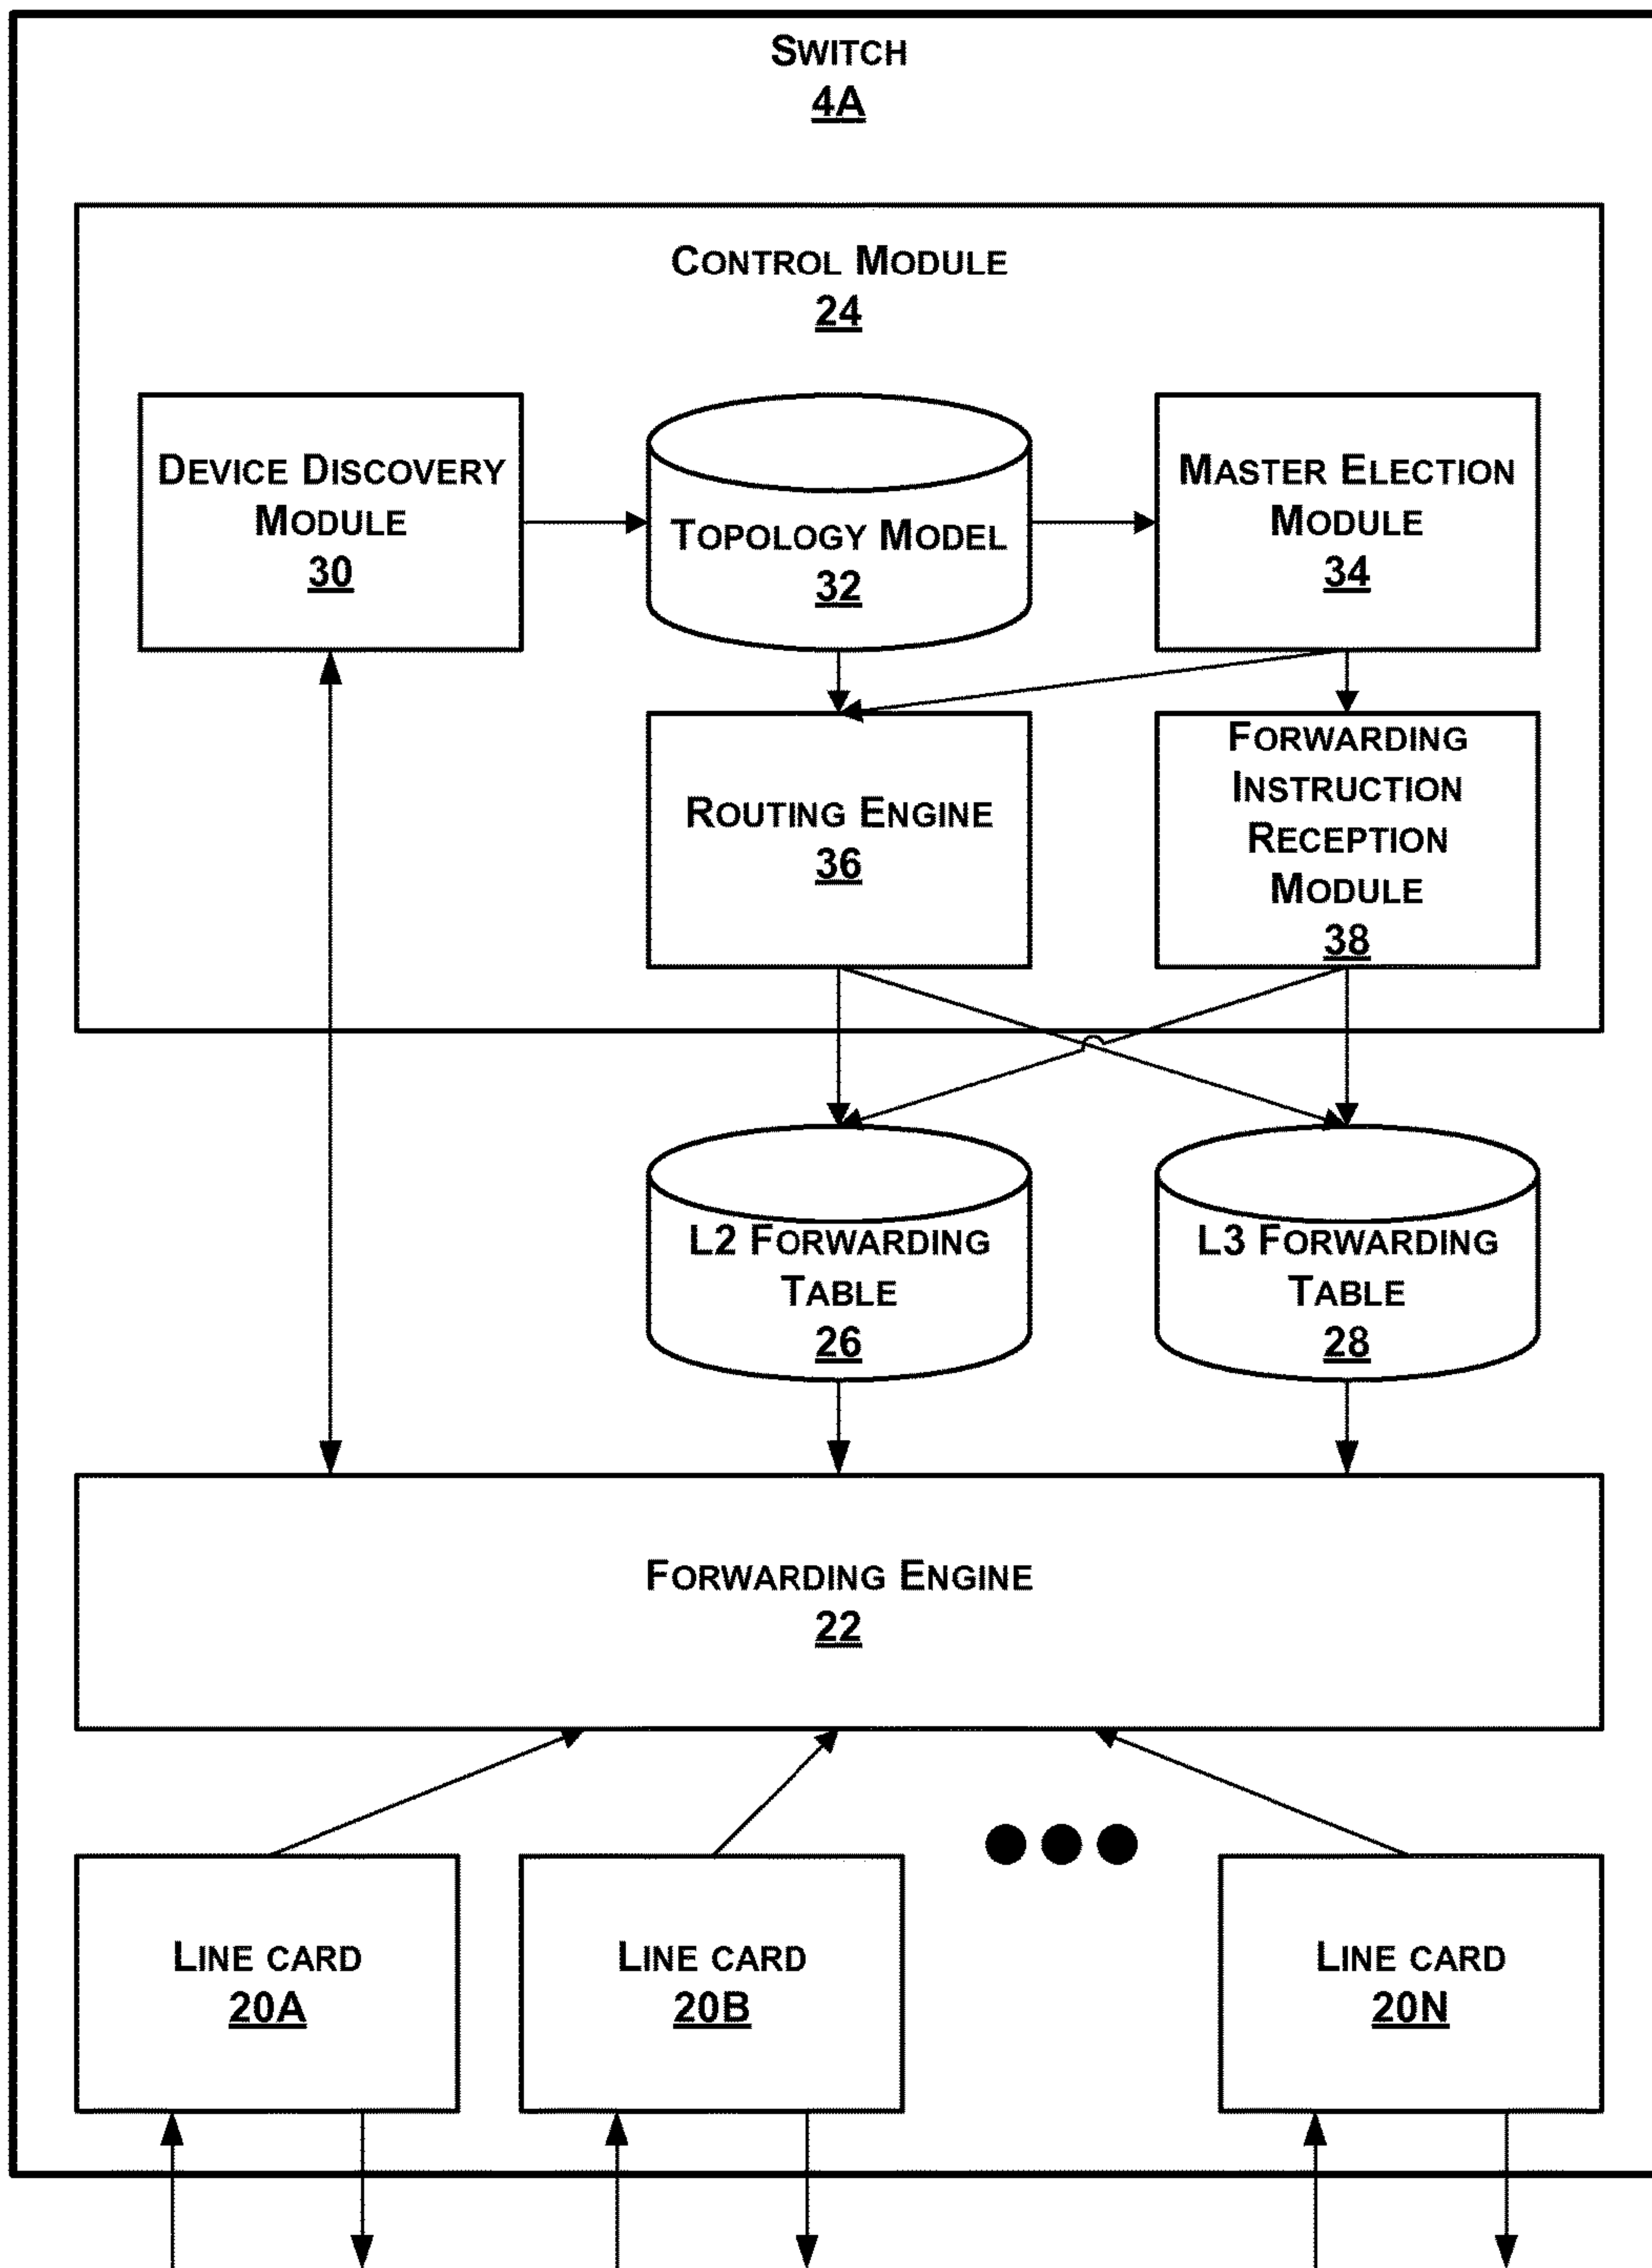 SWITCH
4A
CONTROL MODULE
24
DEVICE DISCOVERY
MODULE
30
TOPOLOGY MODEL
32
MASTER ELECTION
MODULE
34
ROUTING ENGINE
36
FORWARDING
INSTRUCTION
RECEPTION
MODULE
38
L2 FORWARDING
TABLE
26
L3 FORWARDING
TABLE
28
FORWARDING ENGINE
22
LINE CARD
20A
LINE CARD
20B
LINE CARD
20N